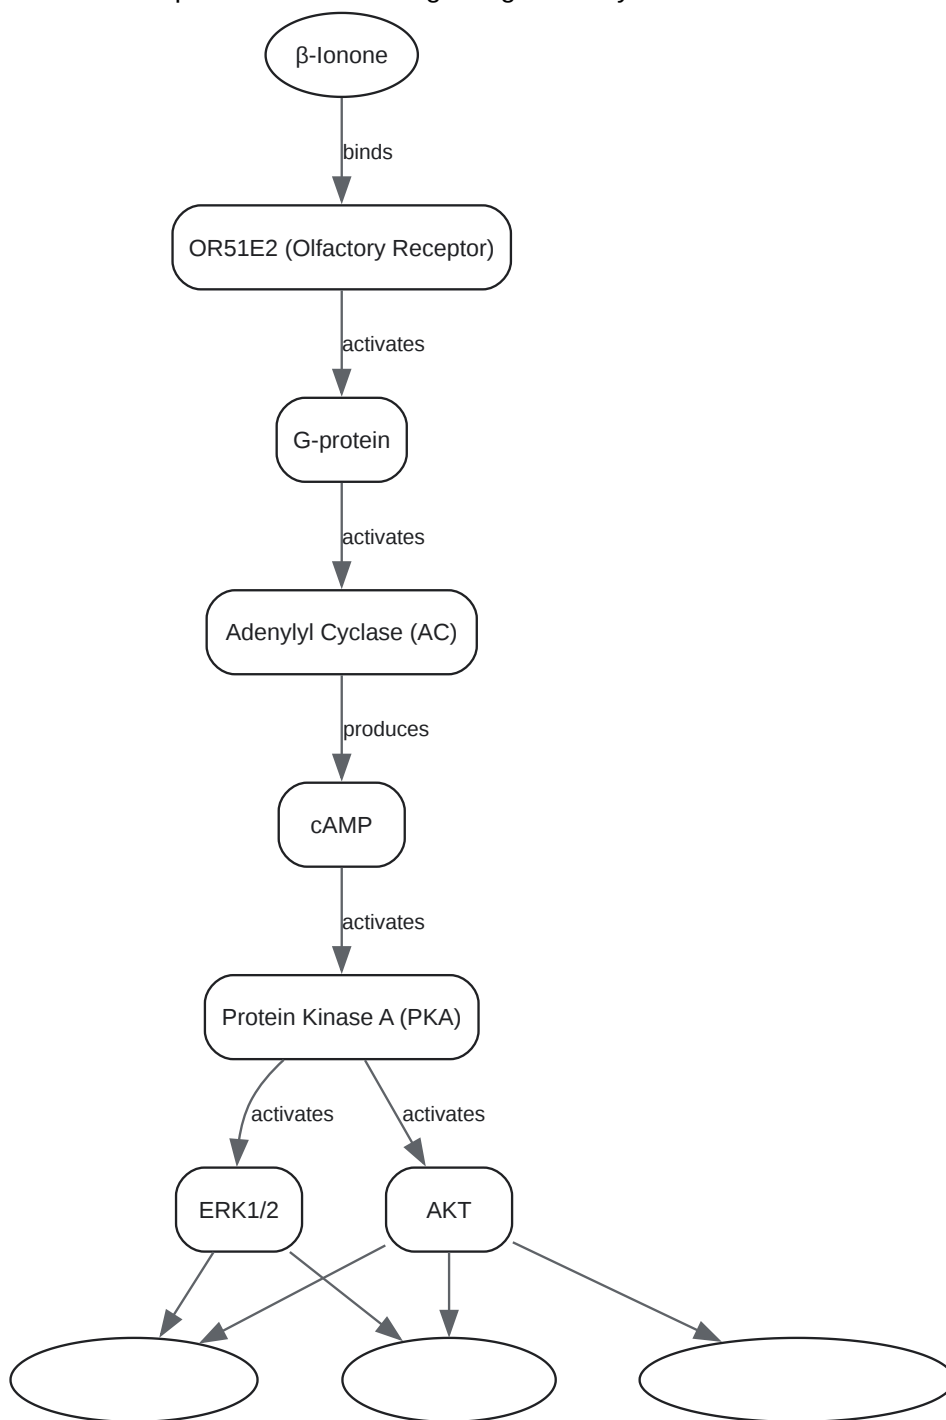 β-Ionone
binds
OR51E2 (Olfactory Receptor)
activates
G-protein
activates
Adenylyl Cyclase (AC)
produces
cAMP
activates
Protein Kinase A (PKA)
activates activates
ERK1/2 AKT